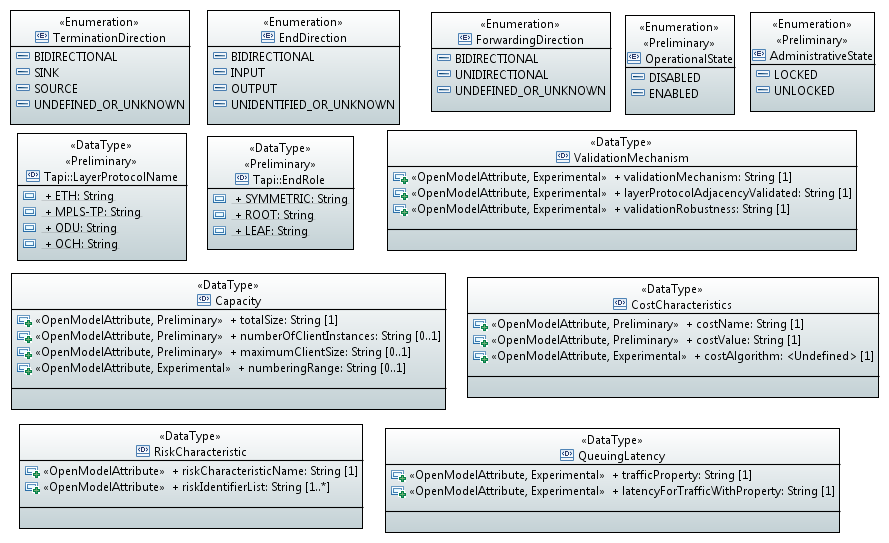 «Enumeration»
TerminationDirection
BIDIRECTIONAL
SINK
SOURCE
UNDEFINED_OR_UNKNOWN
«Enumeration»
EndDirection
BIDIRECTIONAL
INPUT
OUTPUT
UNIDENTIFIED_OR_UNKNOWN
«Enumeration»
ForwardingDirection
BIDIRECTIONAL
UNIDIRECTIONAL
UNDEFINED_OR_UNKNOWN
«Enumeration»
«Preliminary»
OperationalState
DISABLED
ENABLED
«Enumeration»
«Preliminary»
AdministrativeState
LOCKED
UNLOCKED
«DataType»
«Preliminary»
Tapi::LayerProtocolName
+ ETH: String
+ MPLS-TP: String
+ ODU: String
+ OCH: String
«DataType»
«Preliminary»
Tapi::EndRole
+ SYMMETRIC: String
+ ROOT: String
+ LEAF: String
«DataType»
ValidationMechanism
«OpenModelAttribute, Experimental» + validationMechanism: String [1]
«OpenModelAttribute, Experimental» + layerProtocolAdjacencyValidated: String [1]
«OpenModelAttribute, Experimental» + validationRobustness: String [1]
«DataType»
Capacity
«OpenModelAttribute, Preliminary» + totalSize: String [1]
«OpenModelAttribute, Preliminary» + numberOfClientInstances: String [0..1]
«OpenModelAttribute, Preliminary» + maximumClientSize: String [0..1]
«OpenModelAttribute, Experimental» + numberingRange: String [0..1]
«DataType»
CostCharacteristics
«OpenModelAttribute, Preliminary» + costName: String [1]
«OpenModelAttribute, Preliminary» + costValue: String [1]
«OpenModelAttribute, Experimental» + costAlgorithm: <Undefined> [1]
«DataType»
RiskCharacteristic
«OpenModelAttribute» + riskCharacteristicName: String [1]
«OpenModelAttribute» + riskIdentifierList: String [1..*]
«DataType»
QueuingLatency
«OpenModelAttribute, Experimental» + trafficProperty: String [1]
«OpenModelAttribute, Experimental» + latencyForTrafficWithProperty: String [1]